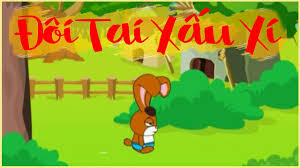 Đôi Tai Xấu Xí